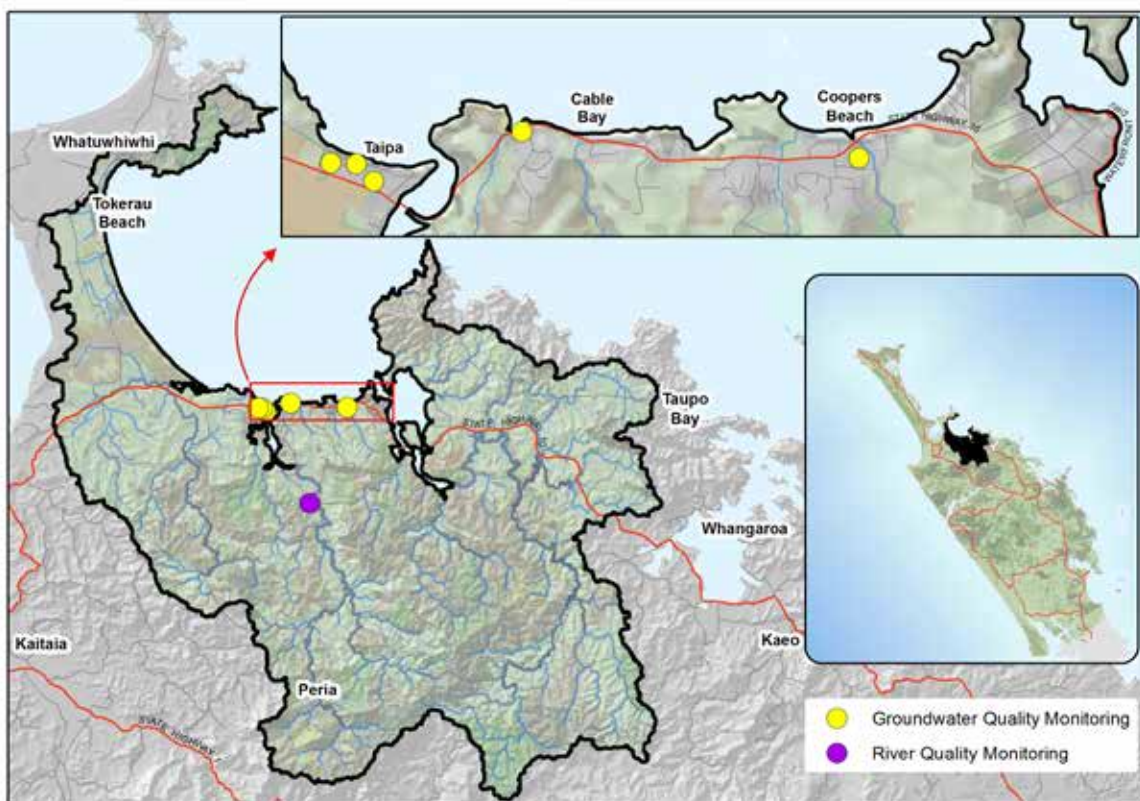 Cable
Bay
Coopers
Beach
STATE HIGHWAY 10
Taipa
Whatuwhiwhi
Tokerau
Beach
Taupo
Bay
STATE HIGHWAY
Whangaroa
Kaitaia
Kaeo
Peria
STATE HIGHWAY 1
Groundwater Quality Monitoring
River Quality Monitoring